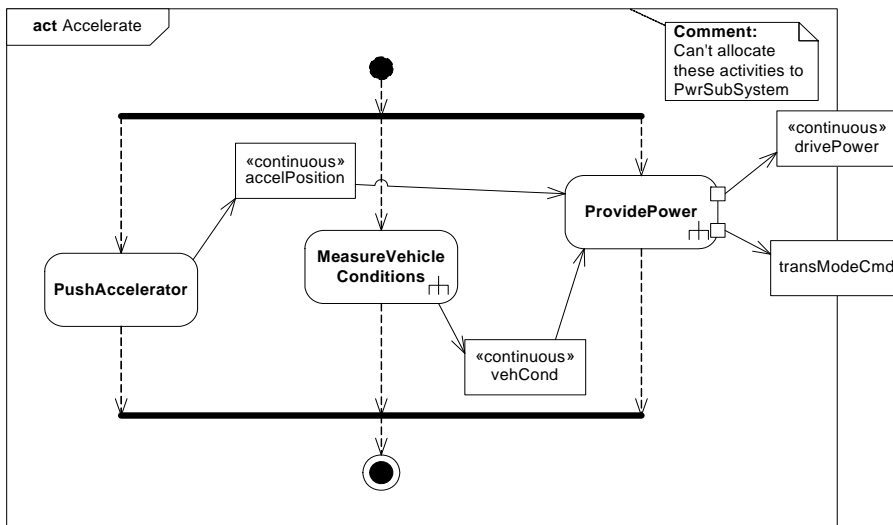 act Accelerate
Comment:
Can't allocate
these activities to
PwrSubSystem
«continuous»
drivePower
«continuous»
accelPosition
ProvidePower
MeasureVehicle
Conditions
transModeCmd
PushAccelerator
«continuous»
vehCond